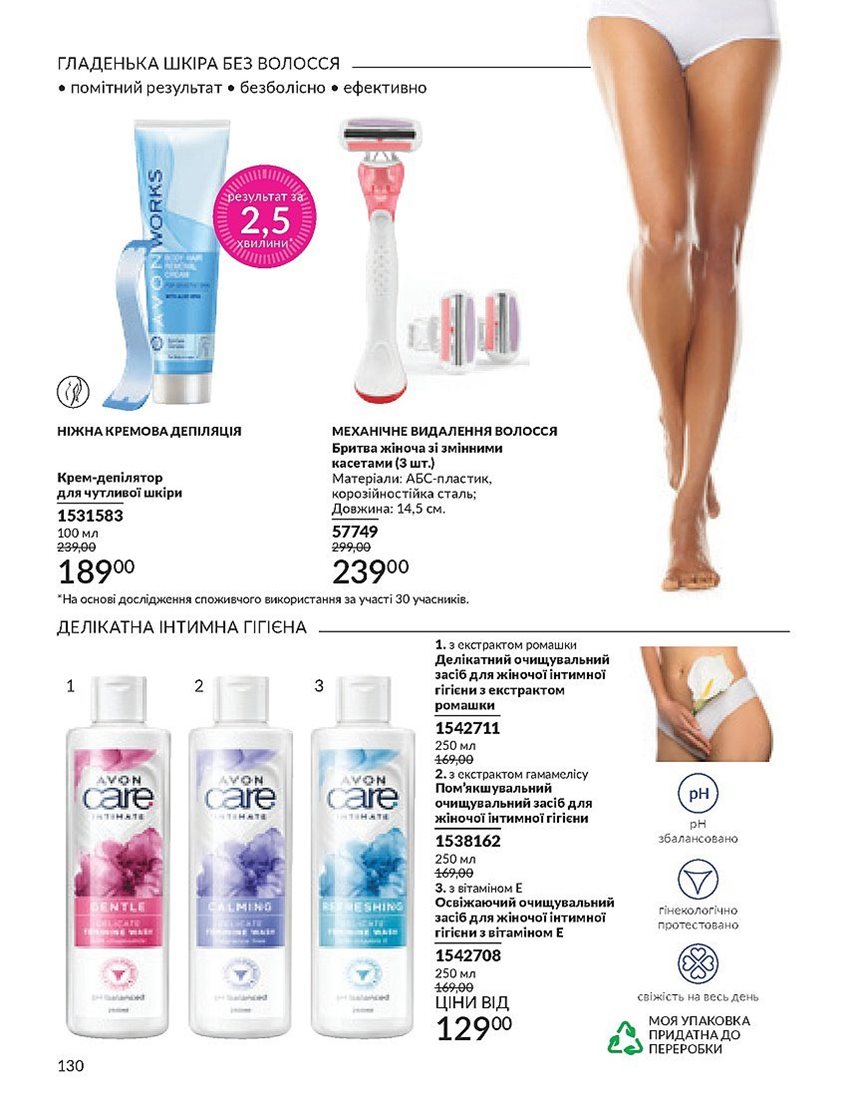 ГЛАДЕНЬКА ШКІРА БЕЗ ВОЛОССЯ
• помітний результат • безболісно • ефективно
AVON WORKS
BODY HAIR
REMOVAL
CREAM
результат за
2,5
хвилини*
НІЖНА КРЕМОВА ДЕПІЛЯЦІЯ
Крем-депілятор
для чутливої шкіри
1531583
100 мл
239,00
18900
МЕХАНІЧНЕ ВИДАЛЕННЯ ВОЛОССЯ
Бритва жіноча зі змінними
касетами (3 шт.)
Матеріали: АБС-пластик,
корозійностійка сталь;
Довжина: 14,5 см.
57749
299,00
23900
*На основі дослідження споживчого використання за участі 30 учасників.
ДЕЛІКАТНА ІНТИМНА ГІГІЄНА
1
AVON
care
INTIMATE
GENTLE
DELICATE
FEMININE WASH
pH balanced
250ml
2
AVON
care
INTIMATE
CALMING
DELICATE
FEMININE WASH
pH balanced
250ml
3
AVON
care
INTIMATE
REFRESHING
DELICATE
FEMININE WASH
pH balanced
250ml
1. з екстрактом ромашки
Делікатний очищувальний
засіб для жіночої інтимної
гігієни з екстрактом
ромашки
1542711
250 мл
169,00
2. з екстрактом гамамелісу
Пом’якшувальний
очищувальний засіб для
жіночої інтимної гігієни
1538162
250 мл
169,00
3. з вітаміном Е
Освіжаючий очищувальний
засіб для жіночої інтимної
гігієни з вітаміном Е
1542708
250 мл
169,00
ЦІНИ ВІД
12900
pH
pH
збалансовано
гінекологічно
протестовано
свіжість на весь день
МОЯ УПАКОВКА
ПРИДАТНА ДО
ПЕРЕРОБКИ
130